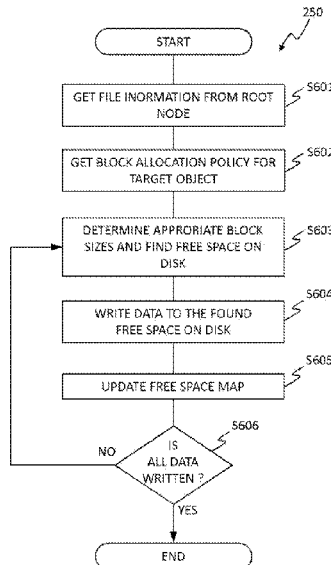 250
START
S601
GET FILE INORMATION FROM ROOT
NODE
S602
GET BLOCK ALLOCATION POLICY FOR
TARGET OBJECT
S603
DETERMINE APPRORIATE BLOCK
SIZES AND FIND FREE SPACE ON
DISK
S604
WRITE DATA TO THE FOUND
FREE SPACE ON DISK
S605
UPDATE FREE SPACE MAP
S606
IS
ALL DATA
WRITTEN ?
NO
YES
END